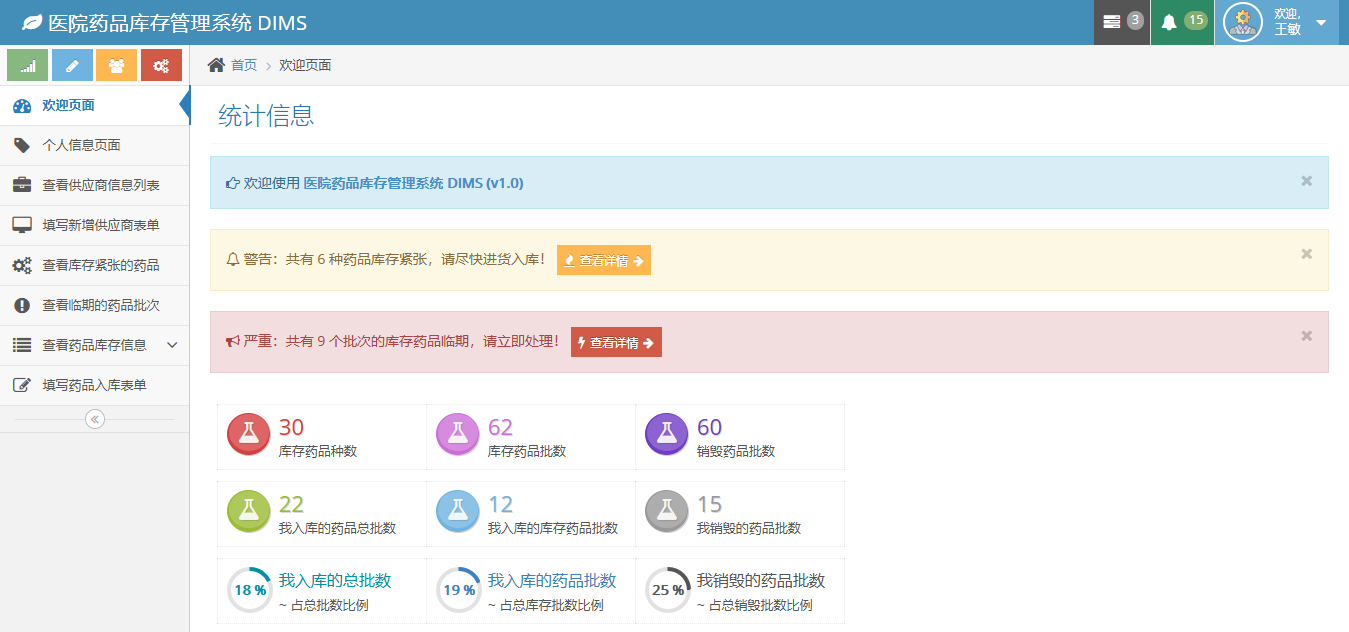 医院药品库存管理系统 DIMS
3
15
欢迎,
王敏
首页 > 欢迎页面
欢迎页面
个人信息页面
查看供应商信息列表
填写新增供应商表单
查看库存紧张的药品
查看临期的药品批次
查看药品库存信息
填写药品入库表单
统计信息
欢迎使用 医院药品库存管理系统 DIMS (v1.0)
警告：共有 6 种药品库存紧张，请尽快进货入库！ 查看详情
严重：共有 9 个批次的库存药品临期，请立即处理！ 查看详情
30
库存药品种数
62
库存药品批数
60
销毁药品批数
22
我入库的药品总批数
12
我入库的库存药品批数
15
我销毁的药品批数
18 %
我入库的总批数
~ 占总批数比例
19 %
我入库的药品批数
~ 占总库存批数比例
25 %
我销毁的药品批数
~ 占总销毁批数比例